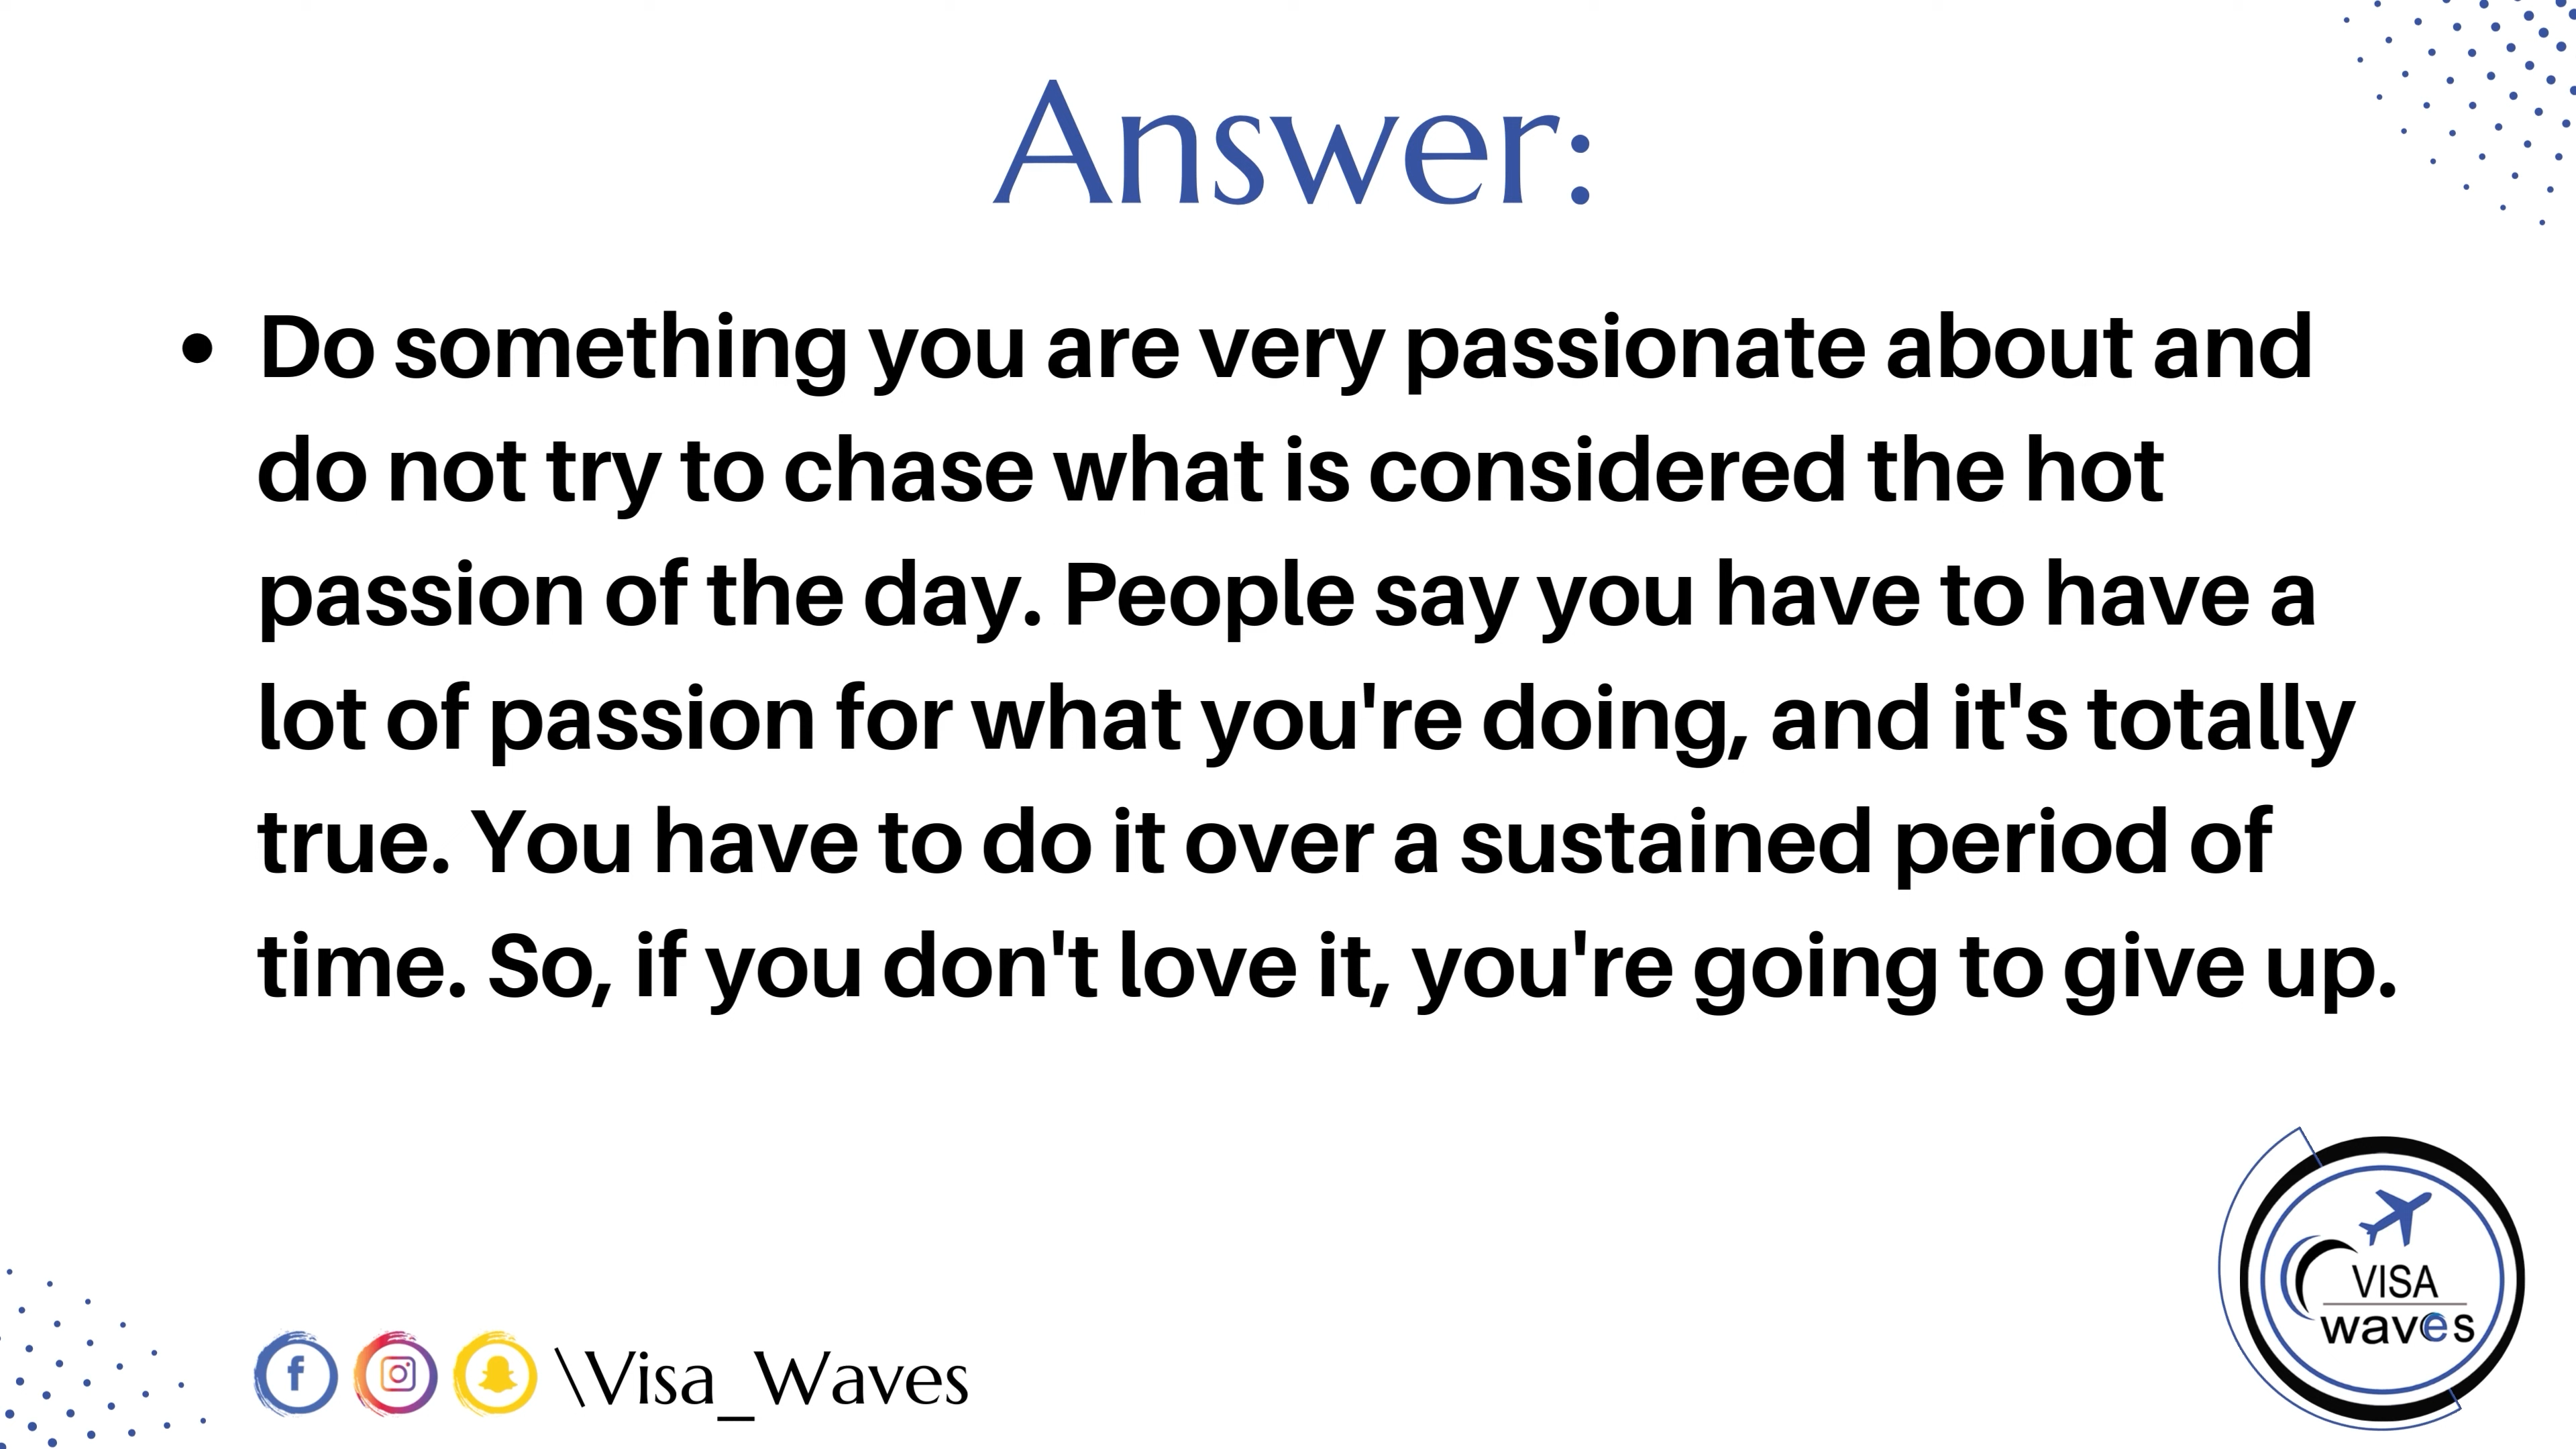 Answer:
• Do something you are very passionate about and
do not try to chase what is considered the hot
passion of the day. People say you have to have a
lot of passion for what you're doing, and it's totally
true. You have to do it over a sustained period of
time. So, if you don't love it, you're going to give up.
\Visa_Waves
VISA
waves